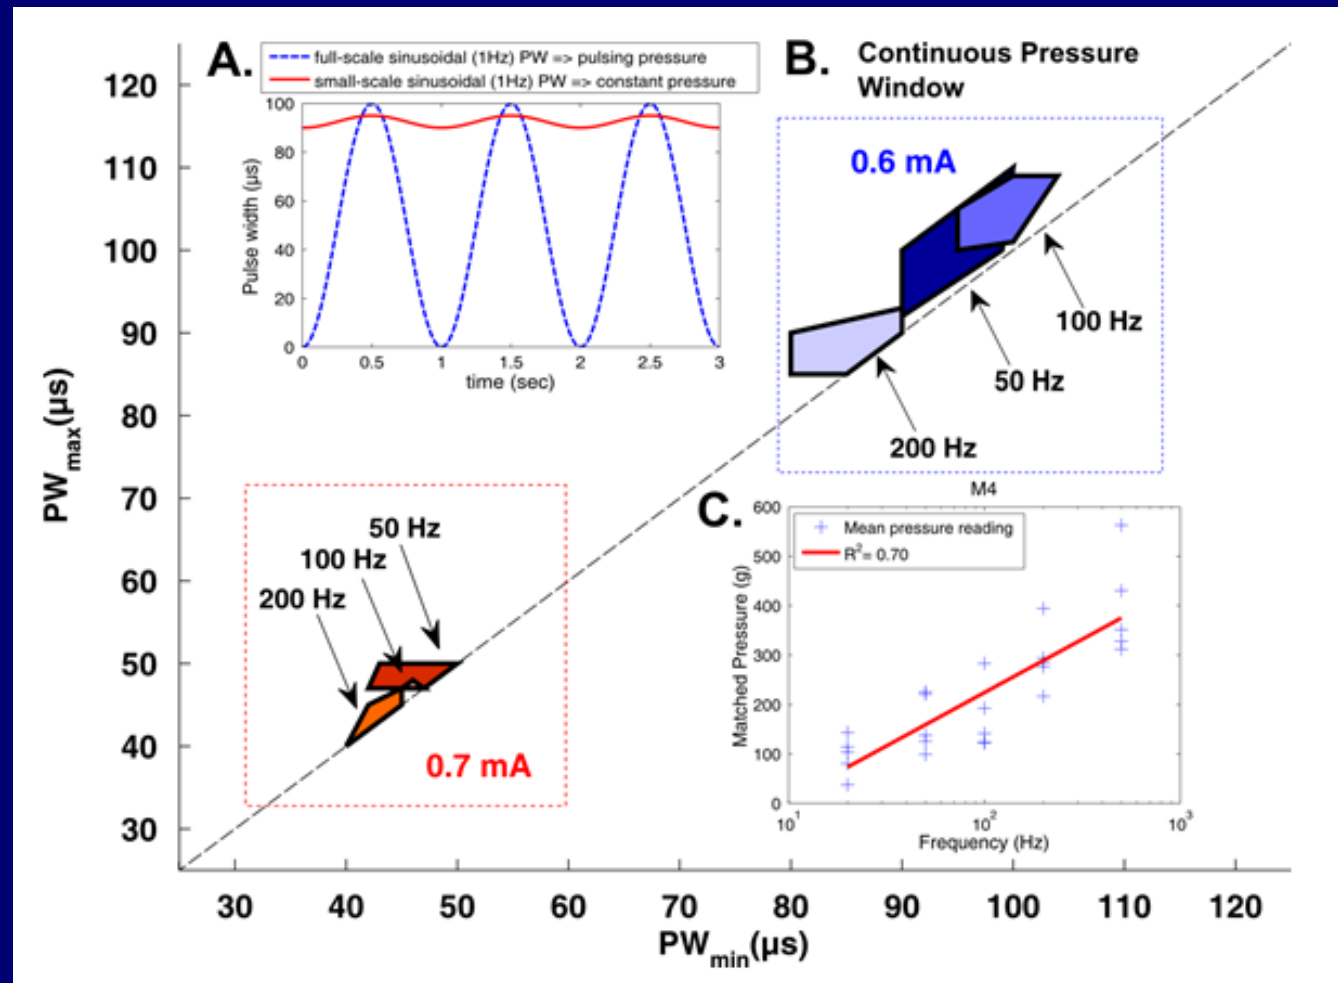 A.
full-scale sinusoidal (1Hz) PW => pulsing pressure
small-scale sinusoidal (1Hz) PW => constant pressure
100
80
60
40
20
0
Pulse width (µs)
0 0.5 1 1.5 2 2.5 3
time (sec)
B. Continuous Pressure
Window
0.6 mA
100 Hz
50 Hz
200 Hz
50 Hz
100 Hz
200 Hz
0.7 mA
C.
M4
Mean pressure reading
R²= 0.70
600
500
400
300
200
100
0
Matched Pressure (g)
10¹ 10² 10³
Frequency (Hz)
120
110
100
90
80
70
60
50
40
30
PWmax(µs)
30 40 50 60 70 80 90 100 110 120
PWmin(µs)